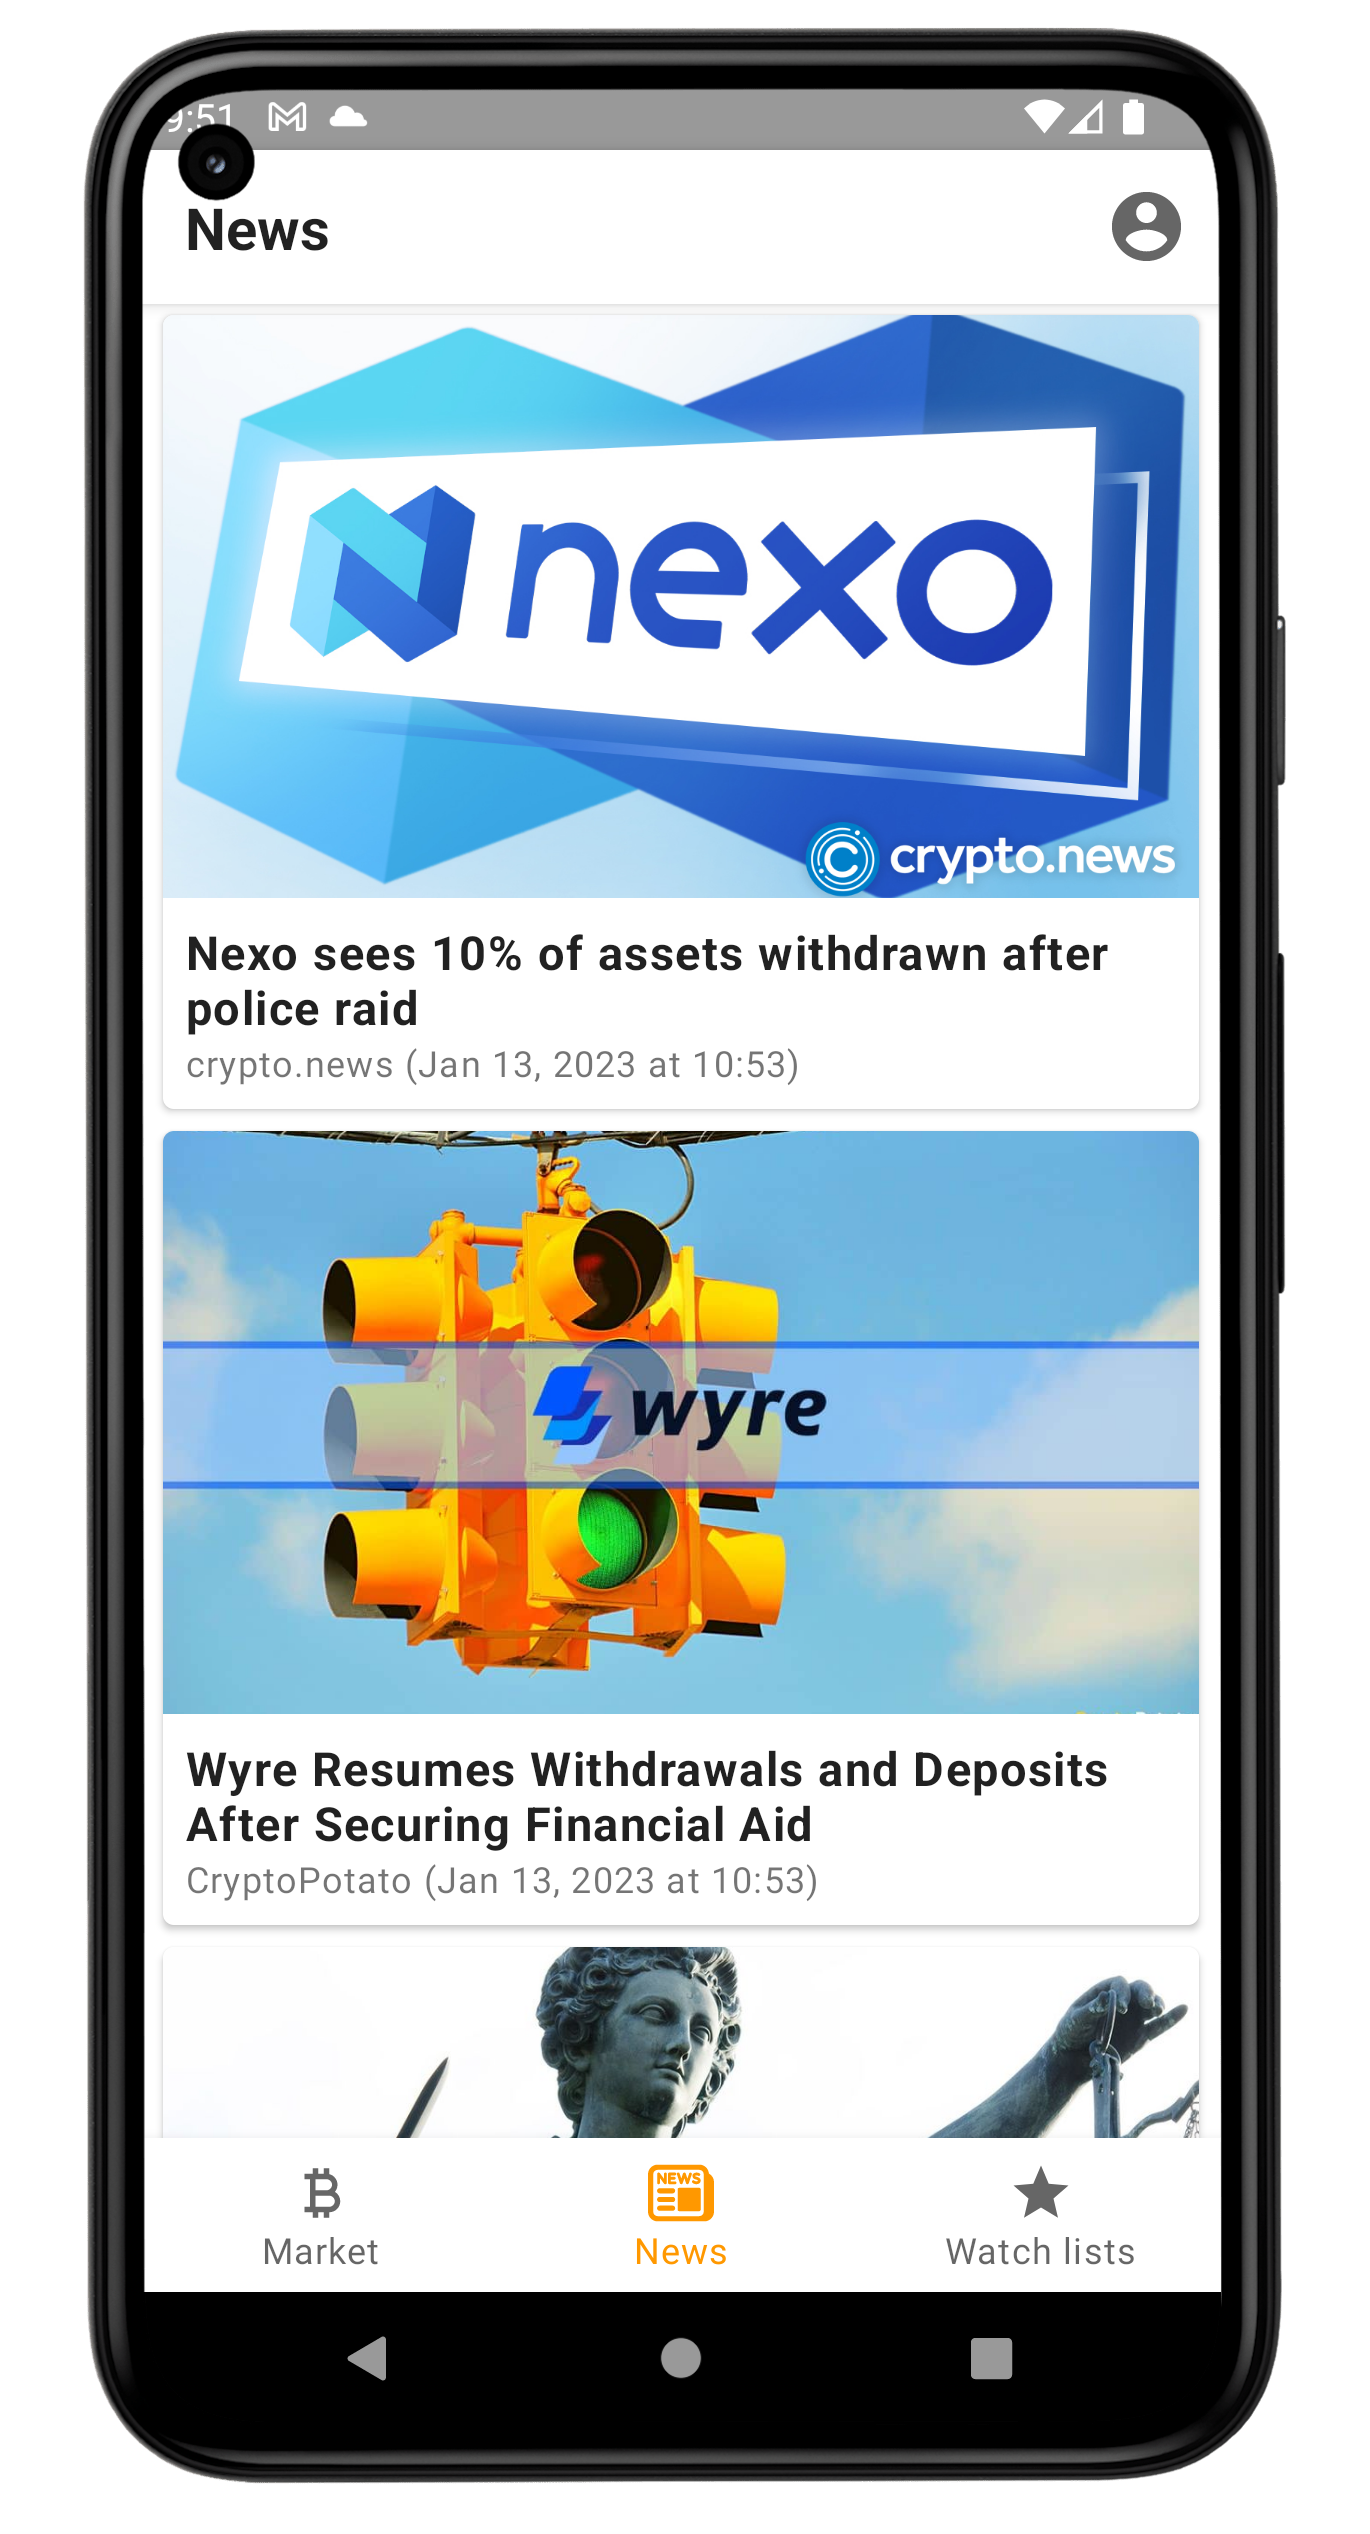 9:51
News
nexo
crypto.news
Nexo sees 10% of assets withdrawn after
police raid
crypto.news (Jan 13, 2023 at 10:53)
wyre
Wyre Resumes Withdrawals and Deposits
After Securing Financial Aid
CryptoPotato (Jan 13, 2023 at 10:53)
NEWS
Market
News
Watch lists